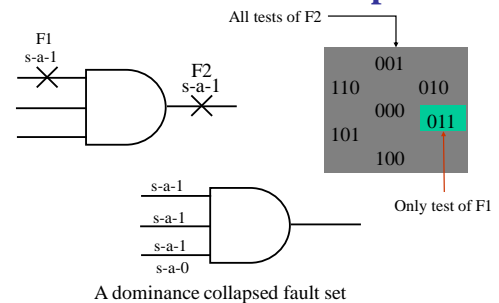 All tests of F2
F1
s-a-1
F2
s-a-1
001
110 010
000
011
101
100
Only test of F1
s-a-1
s-a-1
s-a-1
s-a-0
A dominance collapsed fault set